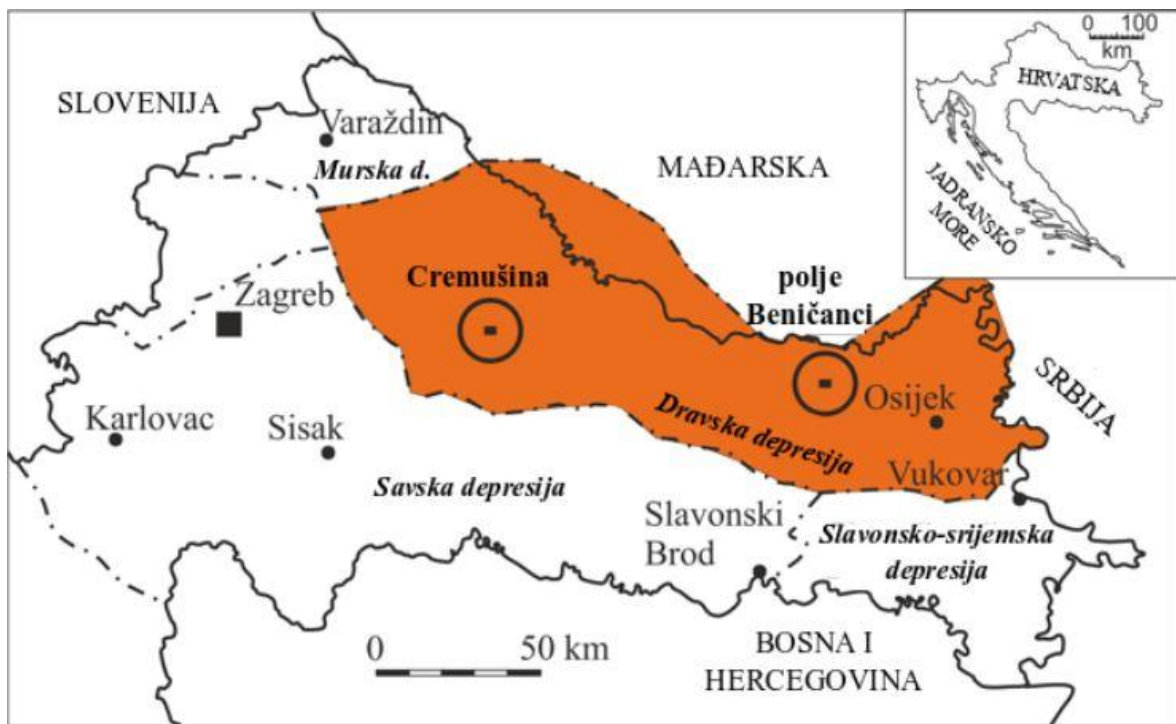 SLOVENIJA
Varaždin
Murska d.
MAĐARSKA
0 100
km
HRVATSKA
JADRANSKO
MORE
Cremušina
polje
Beničanci
Zagreb
Osijek
SRBIJA
Karlovac
Sisak
Dravska depresija
Vukovar
Savska depresija
Slavonski
Brod
Slavonsko-srijemska
depresija
0 50 km
BOSNA I
HERCEGOVINA